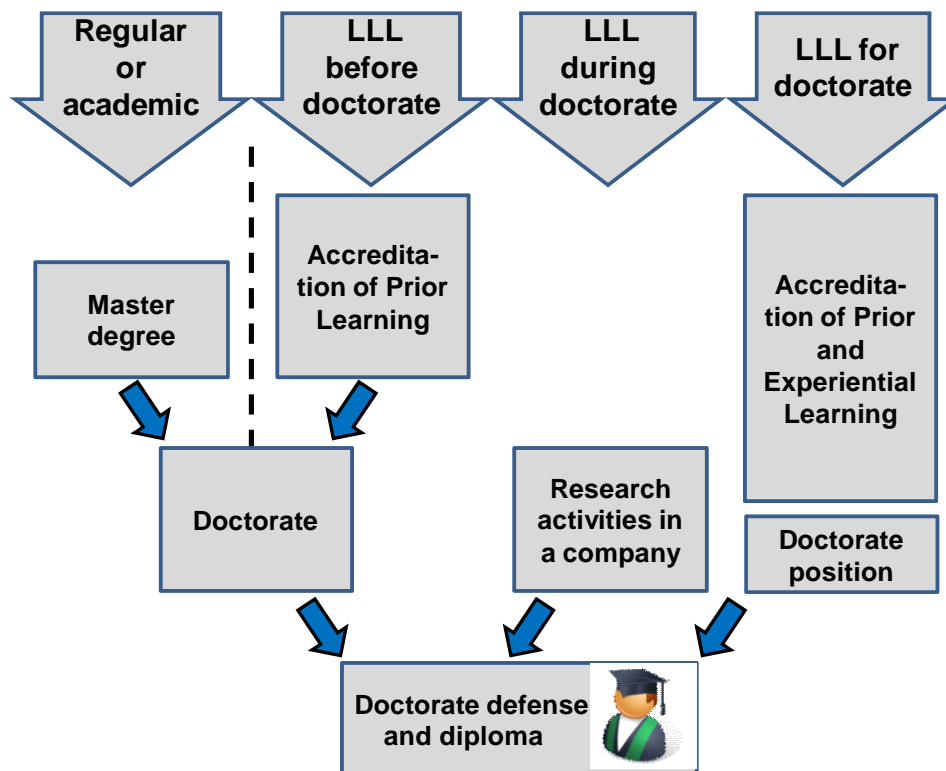 Regular
or
academic
LLL
before
doctorate
LLL
during
doctorate
LLL for
doctorate
Master
degree
Accredita-
tion of Prior
Learning
Accredita-
tion of Prior
and
Experiential
Learning
Doctorate
Research
activities in
a company
Doctorate
position
Doctorate defense
and diploma